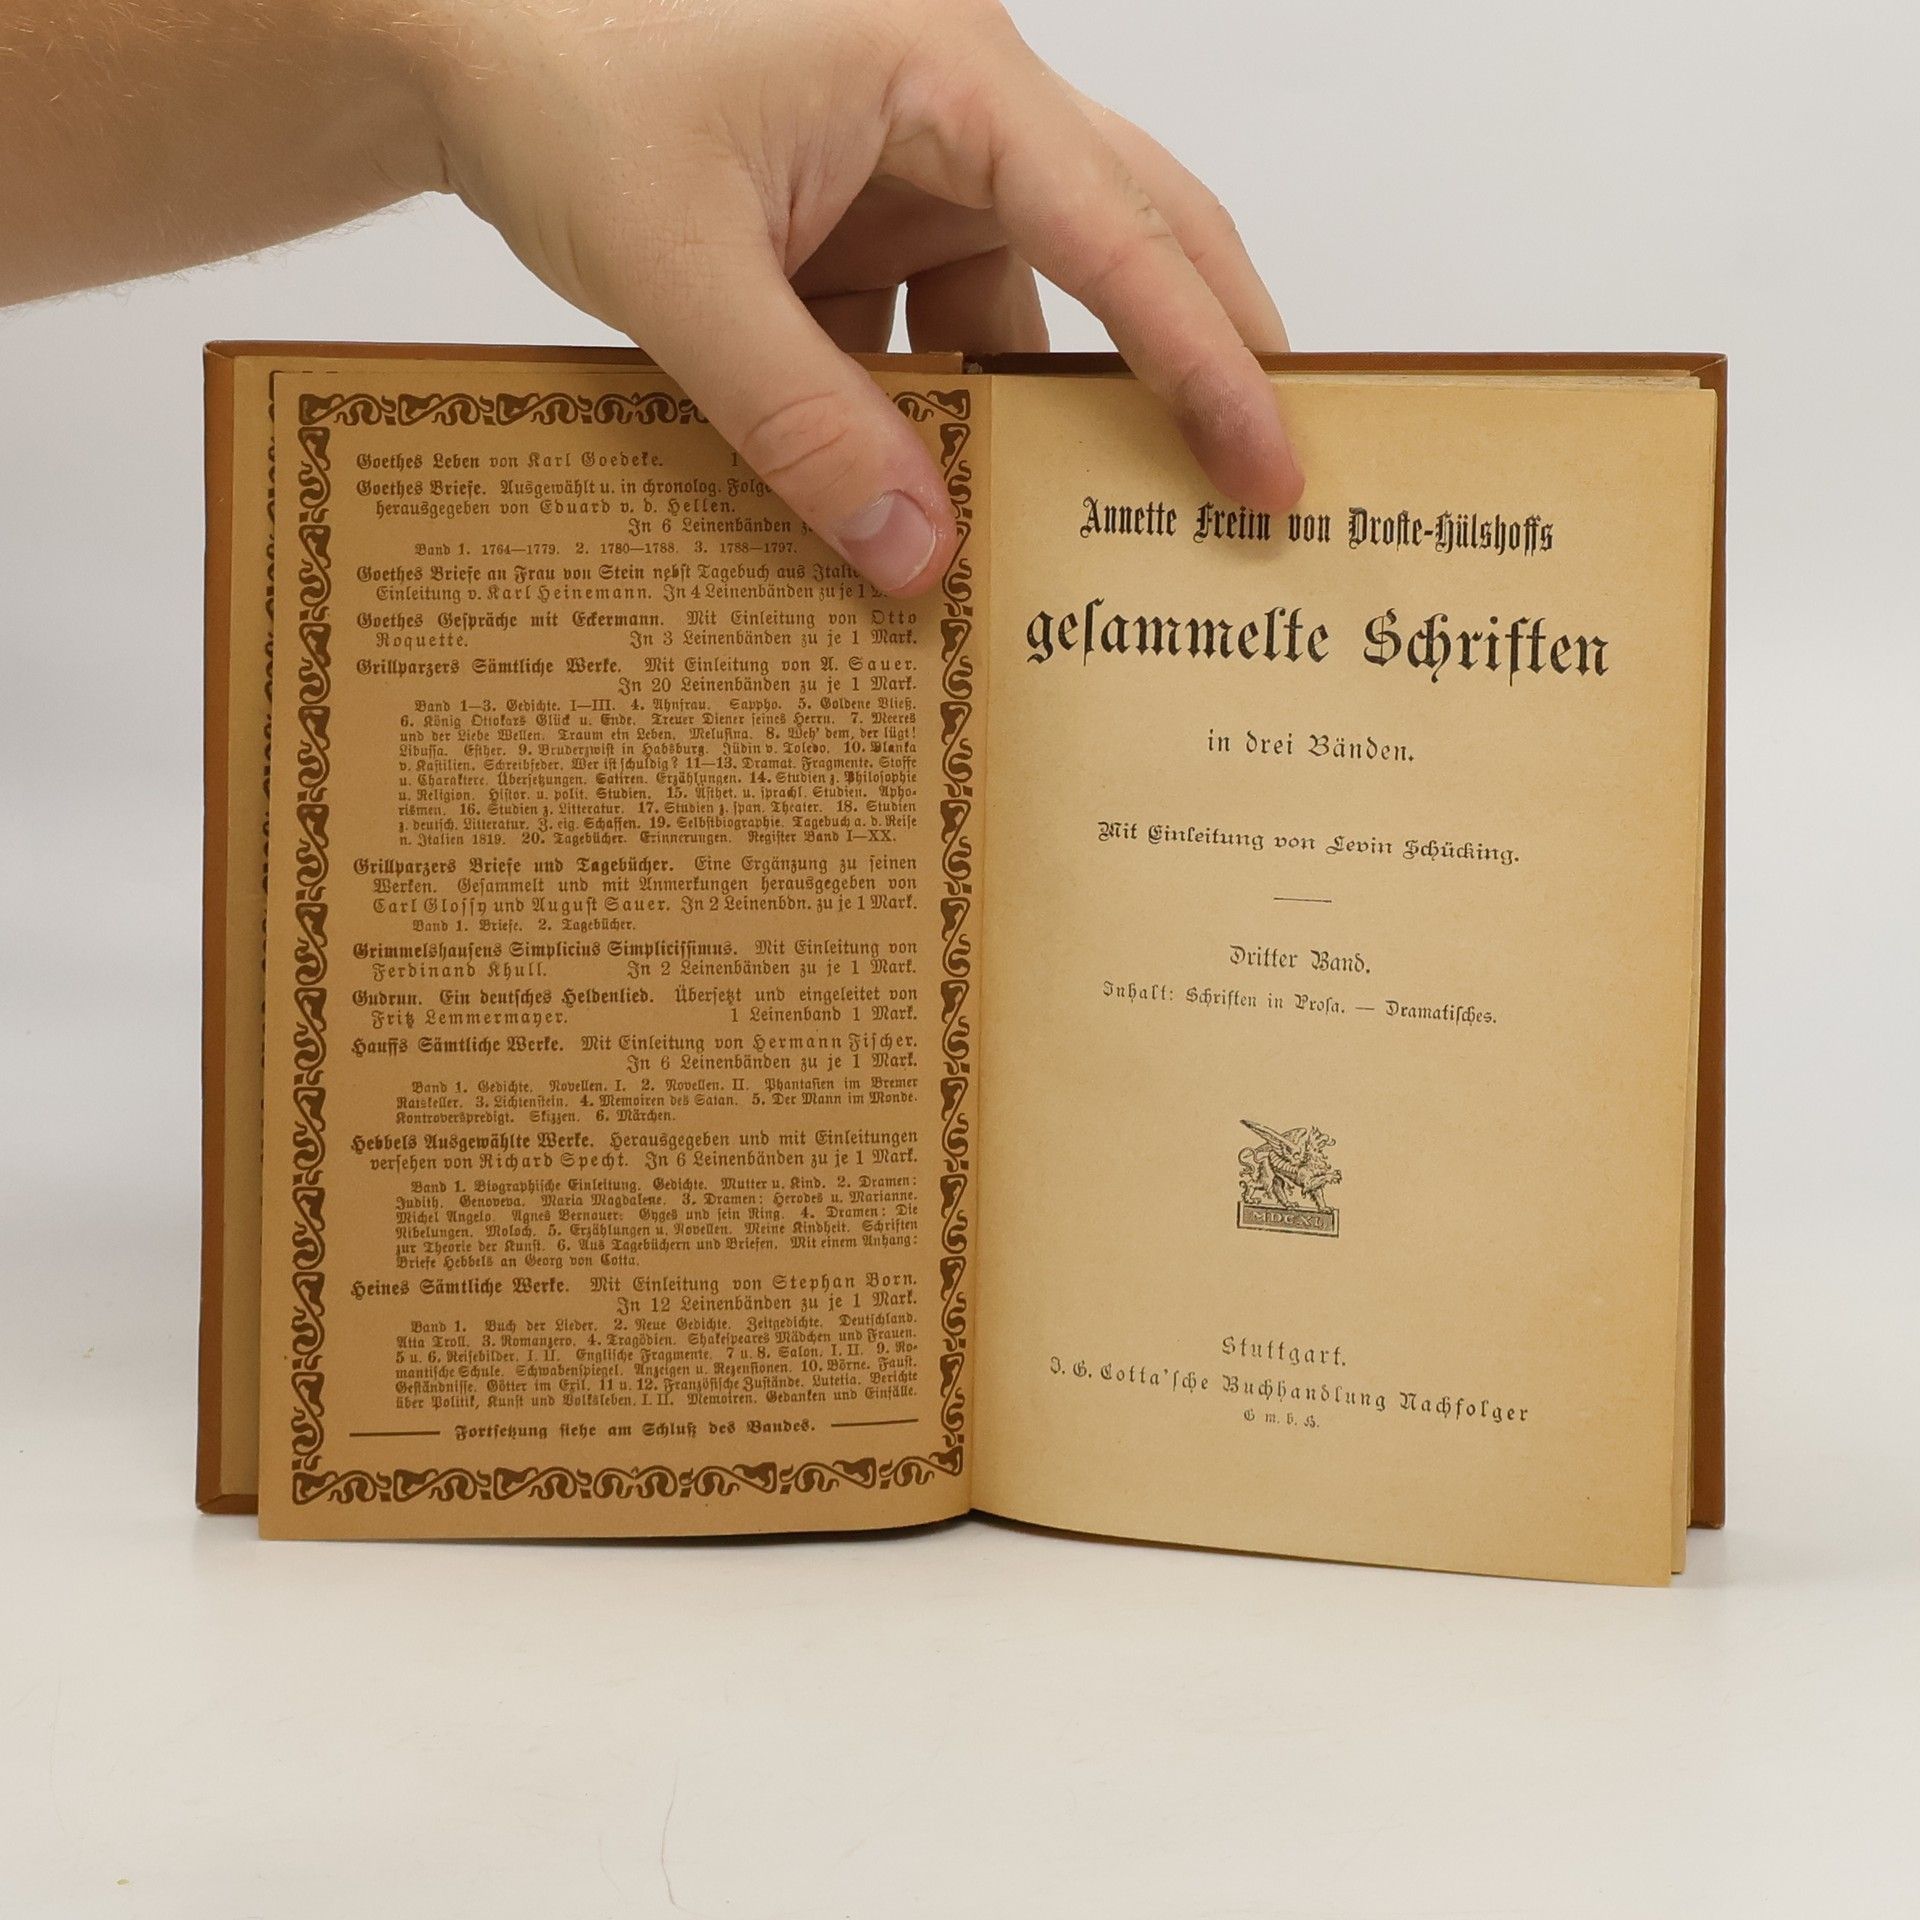 Goethes Leben von Karl Goedeke. 1
Goethes Briefe. Ausgewählt u. in chronolog. Folge
herausgegeben von Eduard v. d. Hellen.
In 6 Leinenbänden
Band 1. 1764—1779. 2. 1780—1788. 3. 1788—1797.
Goethes Briefe an Frau von Stein nebst Tagebuch aus
Einleitung v. Karl Heinemann. In 4 Leinenbänden zu je 1
Goethes Gespräche mit Eckermann. Mit Einleitung von Otto
Roquette. In 3 Leinenbänden zu je 1 Mark.
Grillparzers Sämtliche Werke. Mit Einleitung von A. Sauer.
In 20 Leinenbänden zu je 1 Mark.
Band 1—3. Gedichte. I—III. 4. Ahnfrau. Sappho. 5. Goldene Vließ.
6. König Ottokars Glück u. Ende. Treuer Diener seines Herrn. 7. Meeres
und der Liebe Wellen. Traum ein Leben. Melusina. 8. Weh' dem, der lügt!
Libussa. Esther. 9. Bruderzwist in Habsburg. Jüdin v. Toledo. 10. Blanka
v. Kastilien. Schreibfeder. Wer ist schuldig? 11—13. Dramat. Fragmente. Stoffe
u. Charaktere. Übersetzungen. Satiren. Erzählungen. 14. Studien z. Philosophie
u. Religion. Histor. u. polit. Studien. 15. Ästhet. u. sprachl. Studien. Apho-
rismen. 16. Studien z. Litteratur. 17. Studien z. span. Theater. 18. Studien
z. deutsch. Litteratur. Z. eig. Schaffen. 19. Selbstbiographie. Tagebuch a. d. Reise
n. Italien 1819. 20. Tagebücher. Erinnerungen. Register Band I—XX.
Grillparzers Briefe und Tagebücher. Eine Ergänzung zu seinen
Werken. Gesammelt und mit Anmerkungen herausgegeben von
Carl Glossy und August Sauer. In 2 Leinenbdn. zu je 1 Mark.
Band 1. Briefe. 2. Tagebücher.
Grimmelshausens Simplicius Simplicissimus. Mit Einleitung von
Ferdinand Khull. In 2 Leinenbänden zu je 1 Mark.
Gudrun. Ein deutsches Heldenlied. Übersetzt und eingeleitet von
Fritz Lemmermayer. 1 Leinenband 1 Mark.
Hauffs Sämtliche Werke. Mit Einleitung von Hermann Fischer.
In 6 Leinenbänden zu je 1 Mark.
Band 1. Gedichte. Novellen. I. 2. Novellen. II. Phantasien im Bremer
Ratskeller. 3. Lichtenstein. 4. Memoiren des Satan. 5. Der Mann im Monde.
Kontroverspredigt. Skizzen. 6. Märchen.
Hebbels Ausgewählte Werke. Herausgegeben und mit Einleitungen
versehen von Richard Specht. In 6 Leinenbänden zu je 1 Mark.
Band 1. Biographische Einleitung. Gedichte. Mutter u. Kind. 2. Dramen:
Judith. Genoveva. Maria Magdalene. 3. Dramen: Herodes u. Marianne.
Michel Angelo. Agnes Bernauer. Gyges und sein Ring. 4. Dramen: Die
Nibelungen. Moloch. 5. Erzählungen u. Novellen. Meine Kindheit. Schriften
zur Theorie der Kunst. 6. Aus Tagebüchern und Briefen. Mit einem Anhang:
Briefe Hebbels an Georg von Cotta.
Heines Sämtliche Werke. Mit Einleitung von Stephan Born.
In 12 Leinenbänden zu je 1 Mark.
Band 1. Buch der Lieder. 2. Neue Gedichte. Zeitgedichte. Deutschland.
Atta Troll. 3. Romanzero. 4. Tragödien. Shakespeares Mädchen und Frauen.
5 u. 6. Reisebilder. I. II. Englische Fragmente. 7 u. 8. Salon. I. II. 9. Ro-
mantische Schule. Schwabenspiegel. Anzeigen u. Rezensionen. 10. Börne. Faust.
Geständnisse. Götter im Exil. 11 u. 12. Französische Zustände. Lutetia. Berichte
über Politik, Kunst und Volksleben. I. II. Memoiren. Gedanken und Einfälle.
Fortsetzung siehe am Schluß des Bandes.
Annette Freiin von Droste-Hülshoffs
gesammelte Schriften
in drei Bänden.
Mit Einleitung von Levin Schücking.
Dritter Band.
Inhalt: Schriften in Prosa. — Dramatisches.
MDCXL
Stuttgart.
J. G. Cotta'sche Buchhandlung Nachfolger
G. m. b. H.